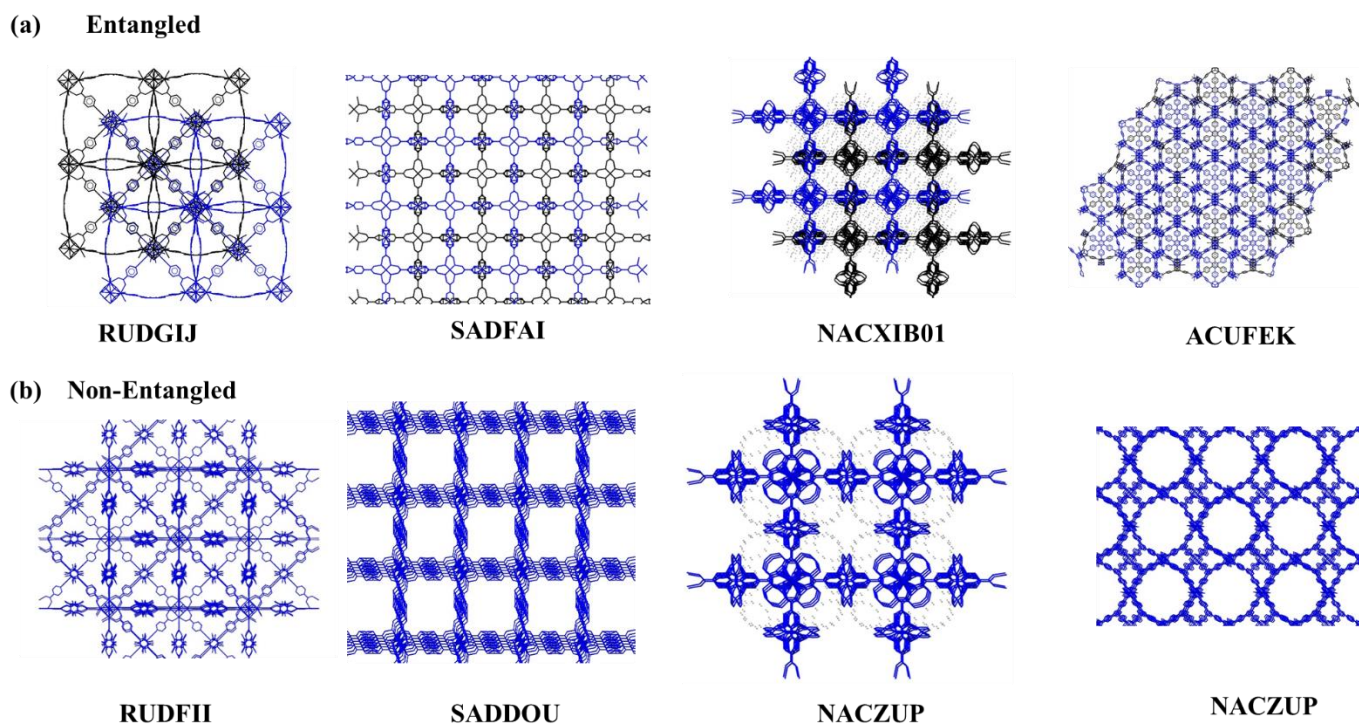 (a) Entangled
RUDGIJ
SADFAI
NACXIB01
ACUFEK
(b) Non-Entangled
RUDFII
SADDOU
NACZUP
NACZUP